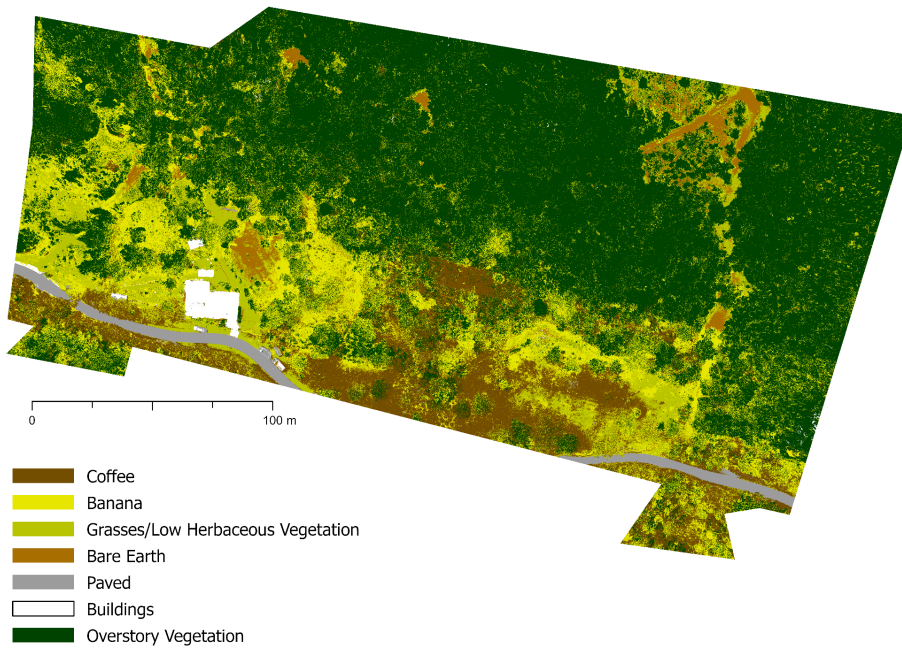 0 100 m
Coffee
Banana
Grasses/Low Herbaceous Vegetation
Bare Earth
Paved
Buildings
Overstory Vegetation